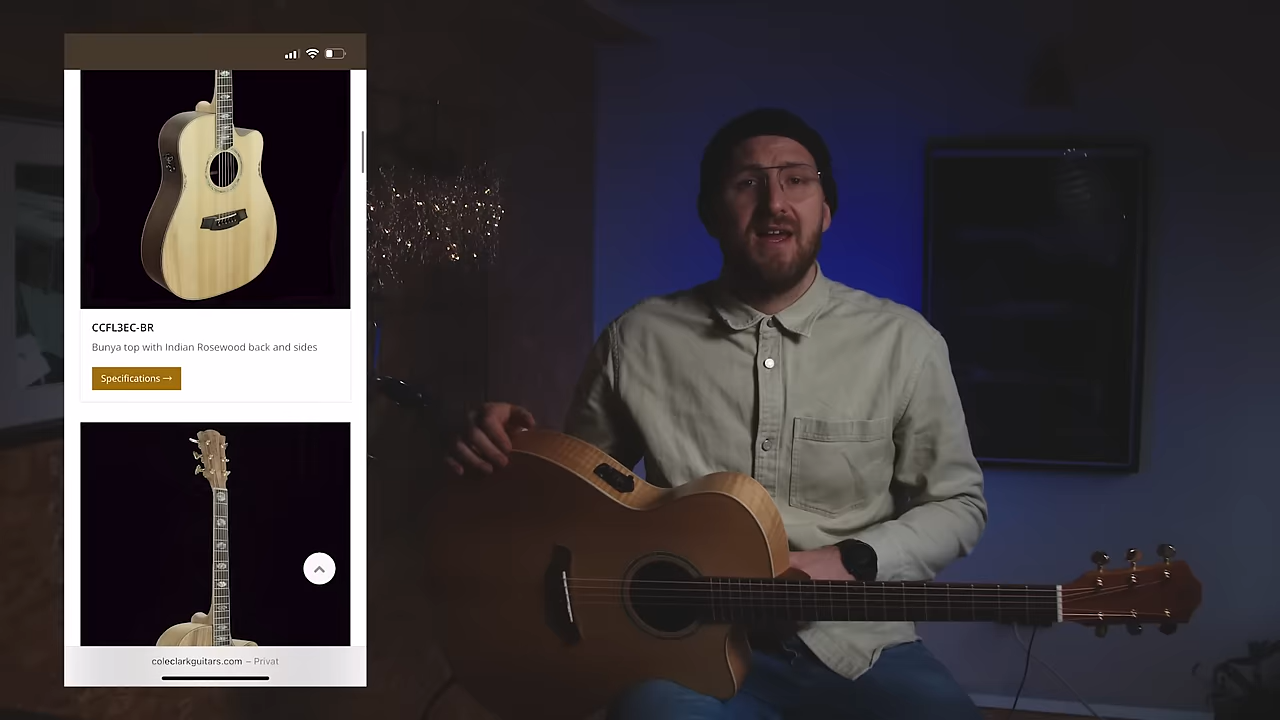 CCFL3EC-BR
Bunya top with Indian Rosewood back and sides
Specifications →
coleclarkguitars.com – Privat